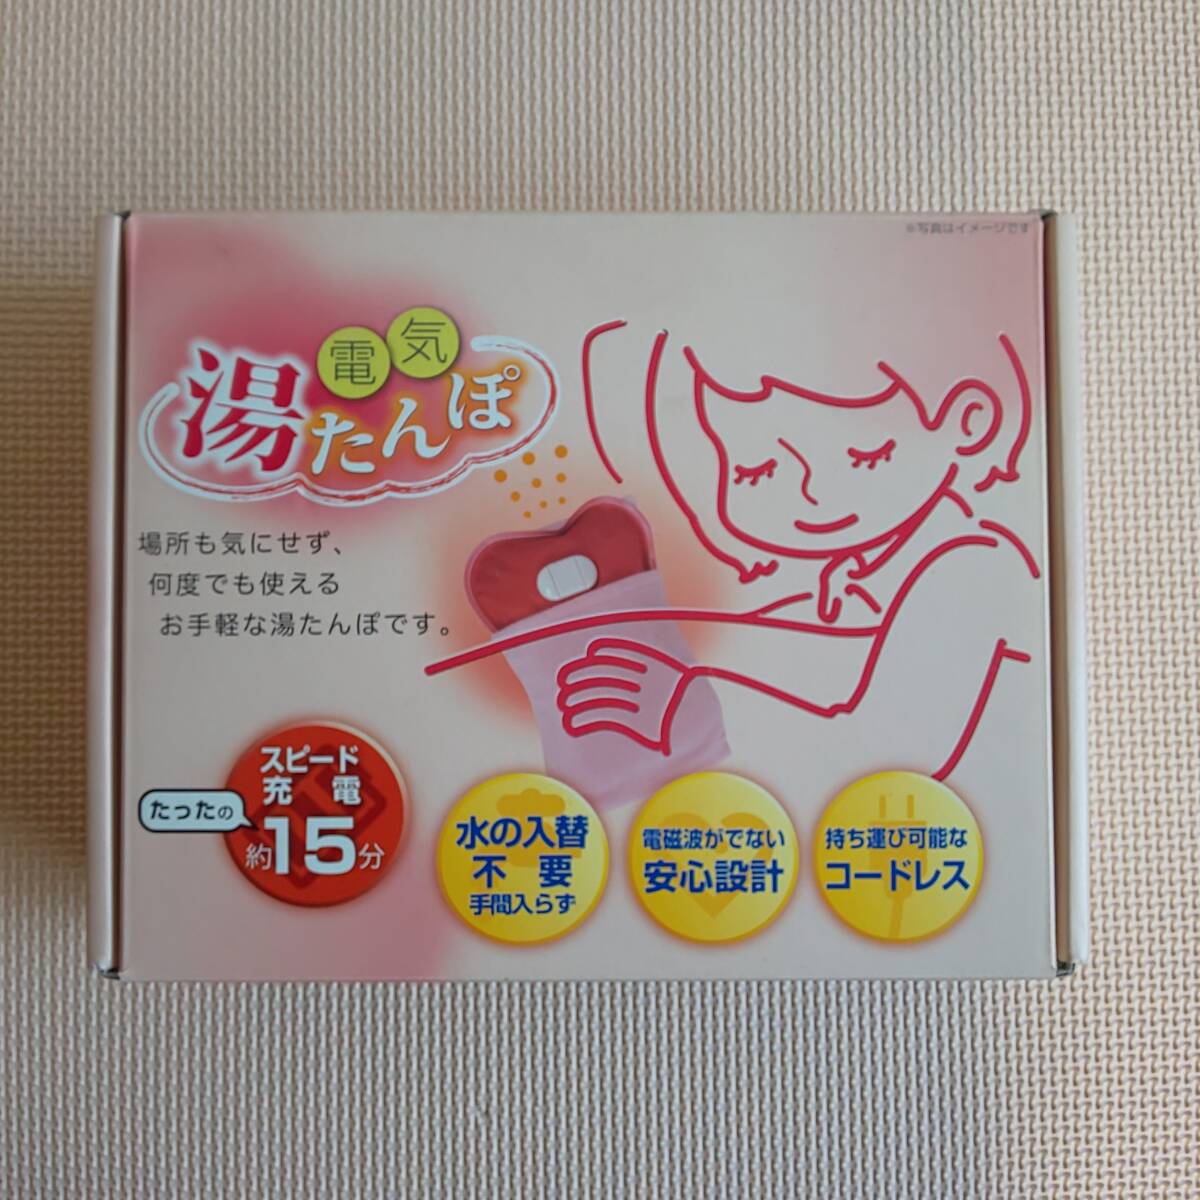 ※写真はイメージです
電気
湯たんぽ
場所も気にせず、
何度でも使える
お手軽な湯たんぽです。
たったの
スピード
充電
約15分
水の入替
不要
手間入らず
電磁波がでない
安心設計
持ち運び可能な
コードレス